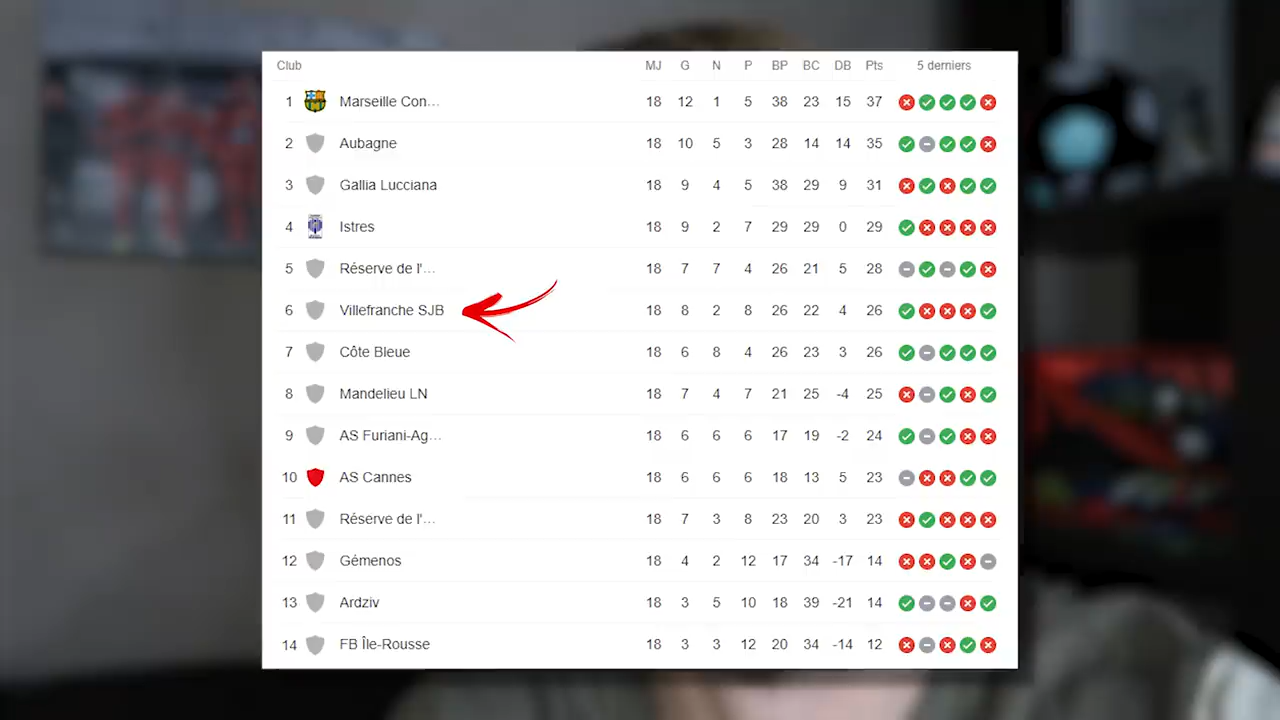 Club MJ G N P BP BC DB Pts 5 derniers
1 Marseille Con... 18 12 1 5 38 23 15 37
2 Aubagne 18 10 5 3 28 14 14 35
3 Gallia Lucciana 18 9 4 5 38 29 9 31
4 Istres 18 9 2 7 29 29 0 29
5 Réserve de l'... 18 7 7 4 26 21 5 28
6 Villefranche SJB 18 8 2 8 26 22 4 26
7 Côte Bleue 18 6 8 4 26 23 3 26
8 Mandelieu LN 18 7 4 7 21 25 -4 25
9 AS Furiani-Ag... 18 6 6 6 17 19 -2 24
10 AS Cannes 18 6 6 6 18 13 5 23
11 Réserve de l'... 18 7 3 8 23 20 3 23
12 Gémenos 18 4 2 12 17 34 -17 14
13 Ardziv 18 3 5 10 18 39 -21 14
14 FB Île-Rousse 18 3 3 12 20 34 -14 12